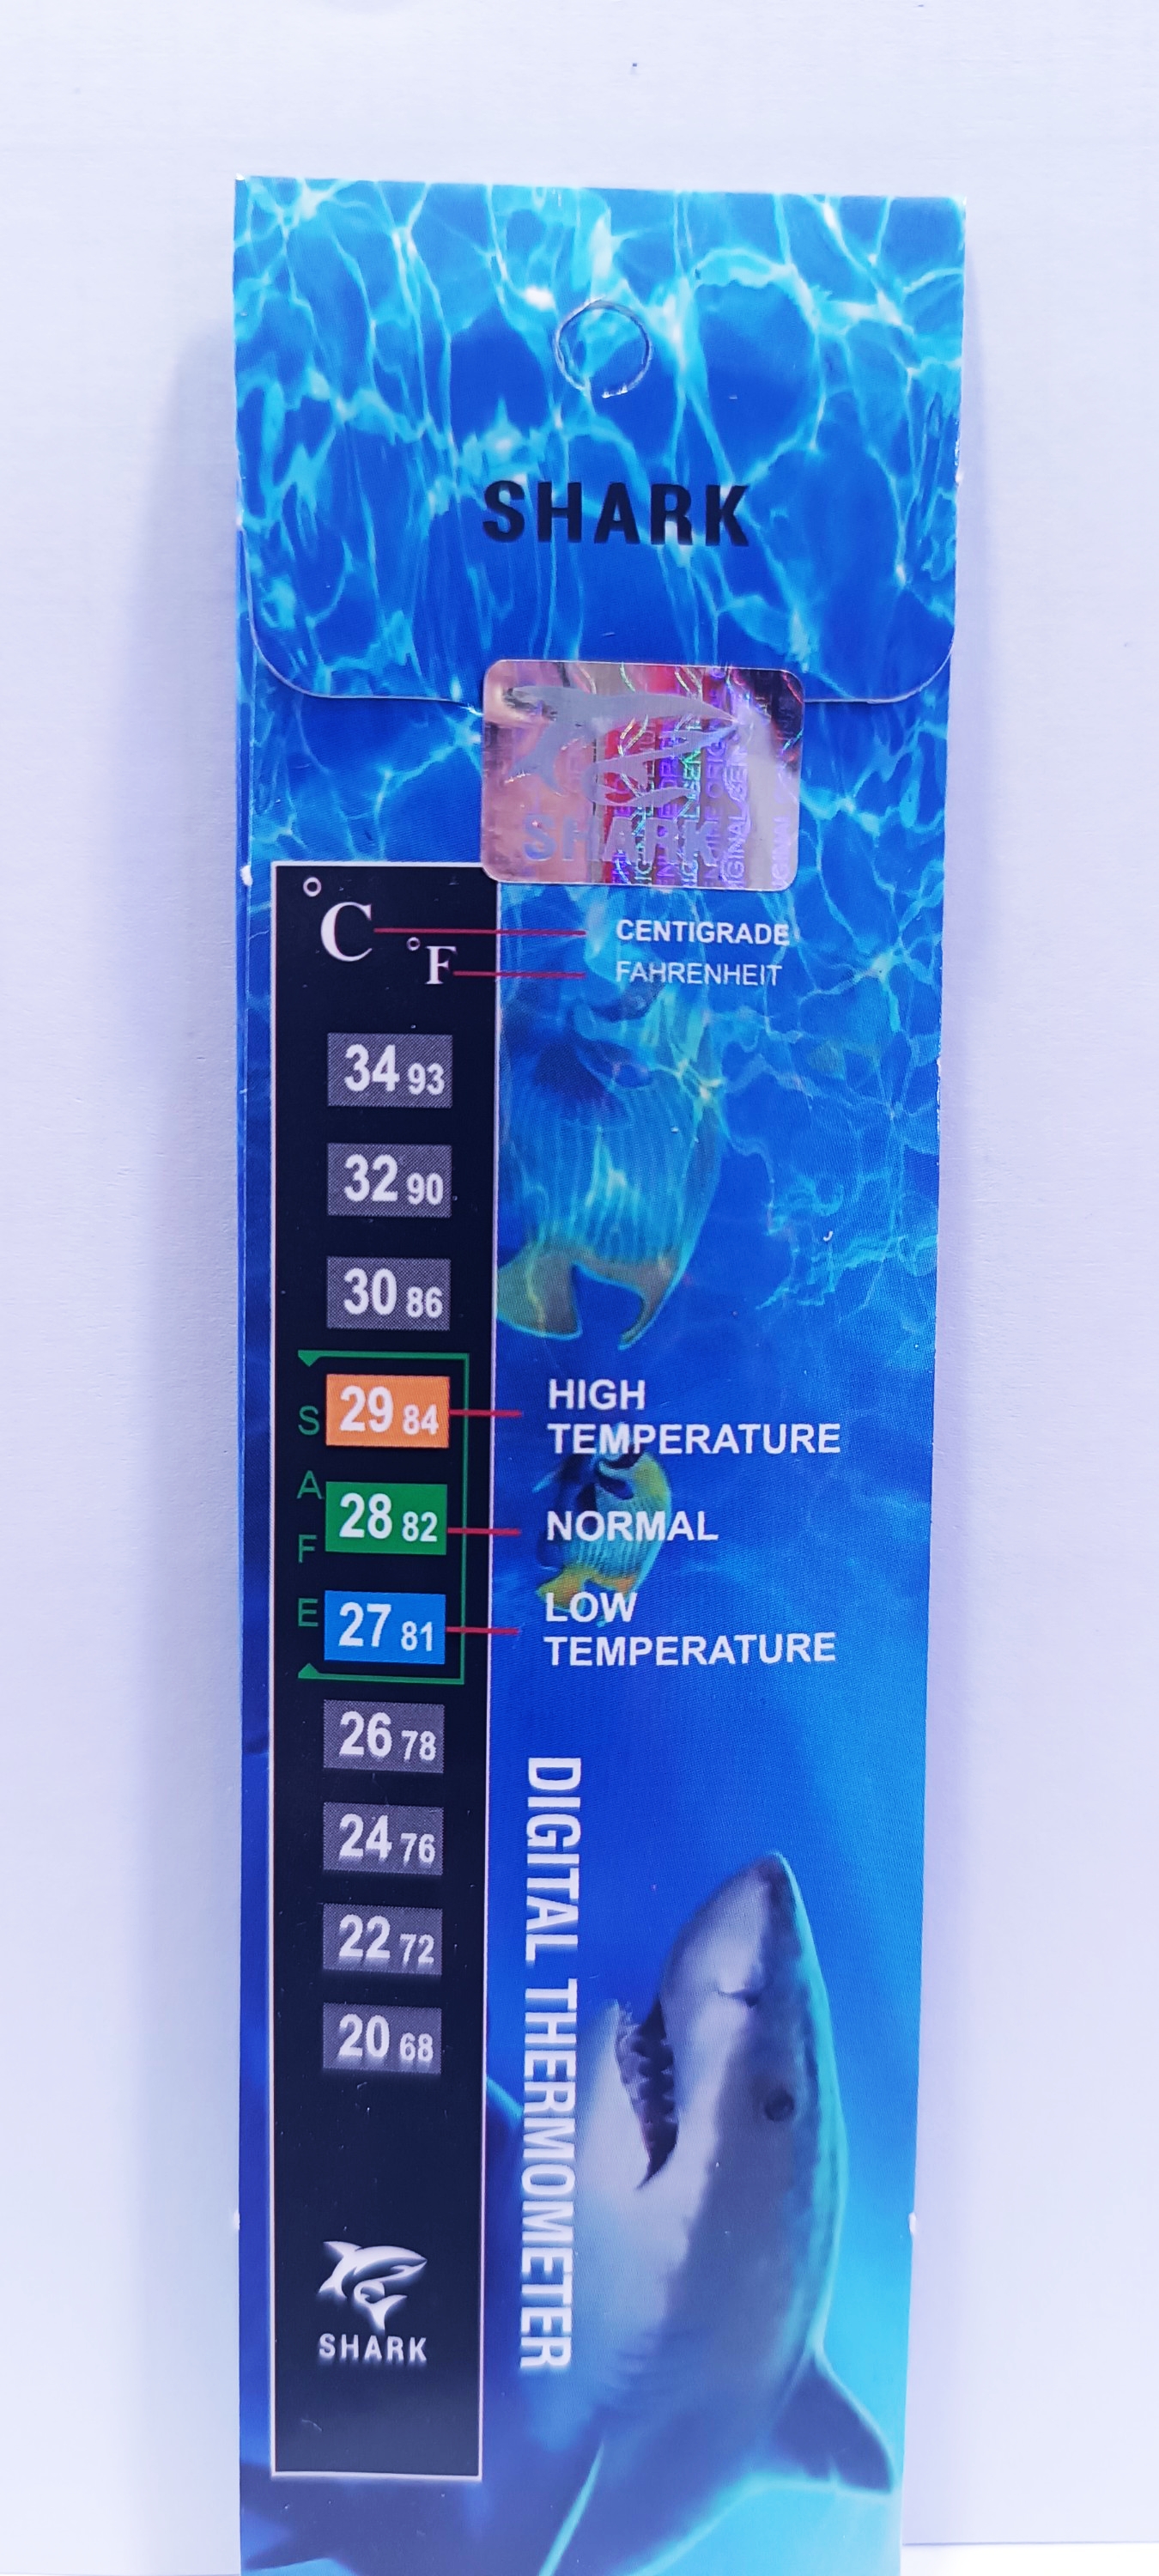 SHARK
SHARK
°C
CENTIGRADE
°F
FAHRENHEIT
34 93
32 90
30 86
SAFE
29 84
HIGH
TEMPERATURE
28 82
NORMAL
27 81
LOW
TEMPERATURE
26 78
24 76
22 72
20 68
DIGITAL THERMOMETER
SHARK